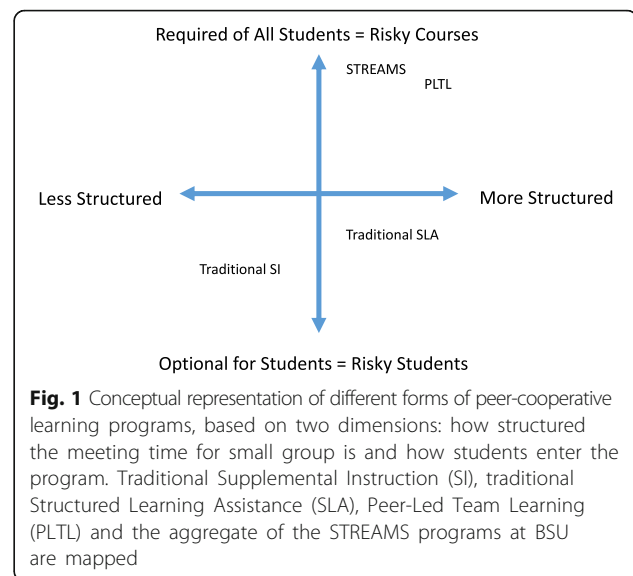 Required of All Students = Risky Courses
STREAMS
PLTL
Less Structured
More Structured
Traditional SLA
Traditional SI
Optional for Students = Risky Students
Fig. 1 Conceptual representation of different forms of peer-cooperative
learning programs, based on two dimensions: how structured
the meeting time for small group is and how students enter the
program. Traditional Supplemental Instruction (SI), traditional
Structured Learning Assistance (SLA), Peer-Led Team Learning
(PLTL) and the aggregate of the STREAMS programs at BSU
are mapped